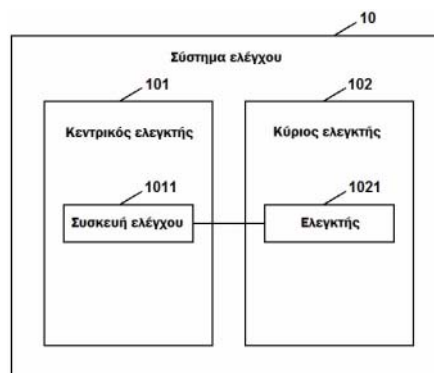 10
Σύστημα ελέγχου
101
102
Κεντρικός ελεγκτής
Κύριος ελεγκτής
1011
1021
Συσκευή ελέγχου
Ελεγκτής